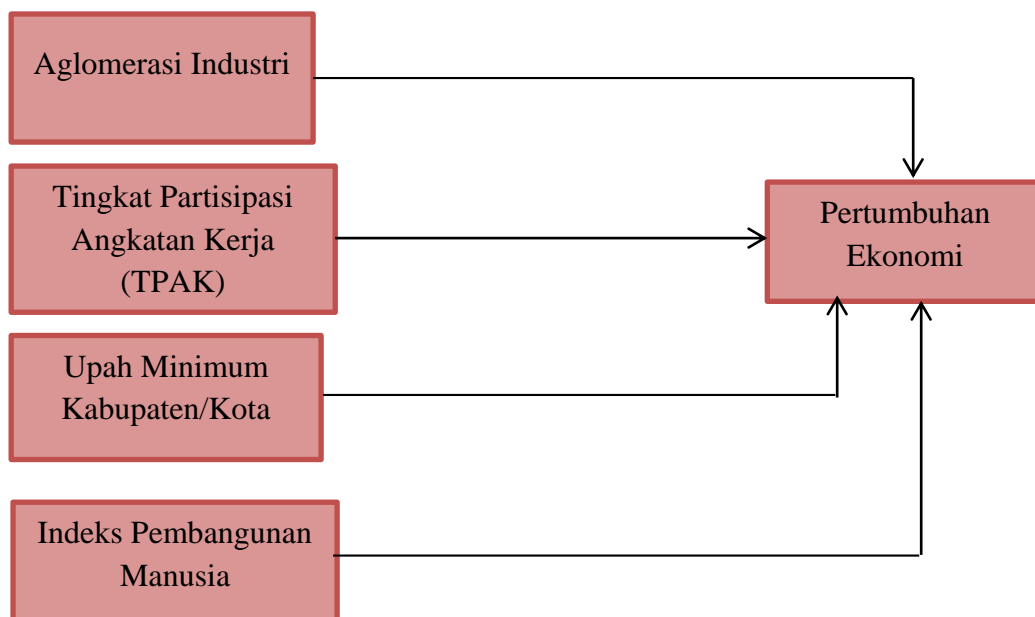 Aglomerasi Industri
Tingkat Partisipasi
Angkatan Kerja
(TPAK)
Pertumbuhan
Ekonomi
Upah Minimum
Kabupaten/Kota
Indeks Pembangunan
Manusia